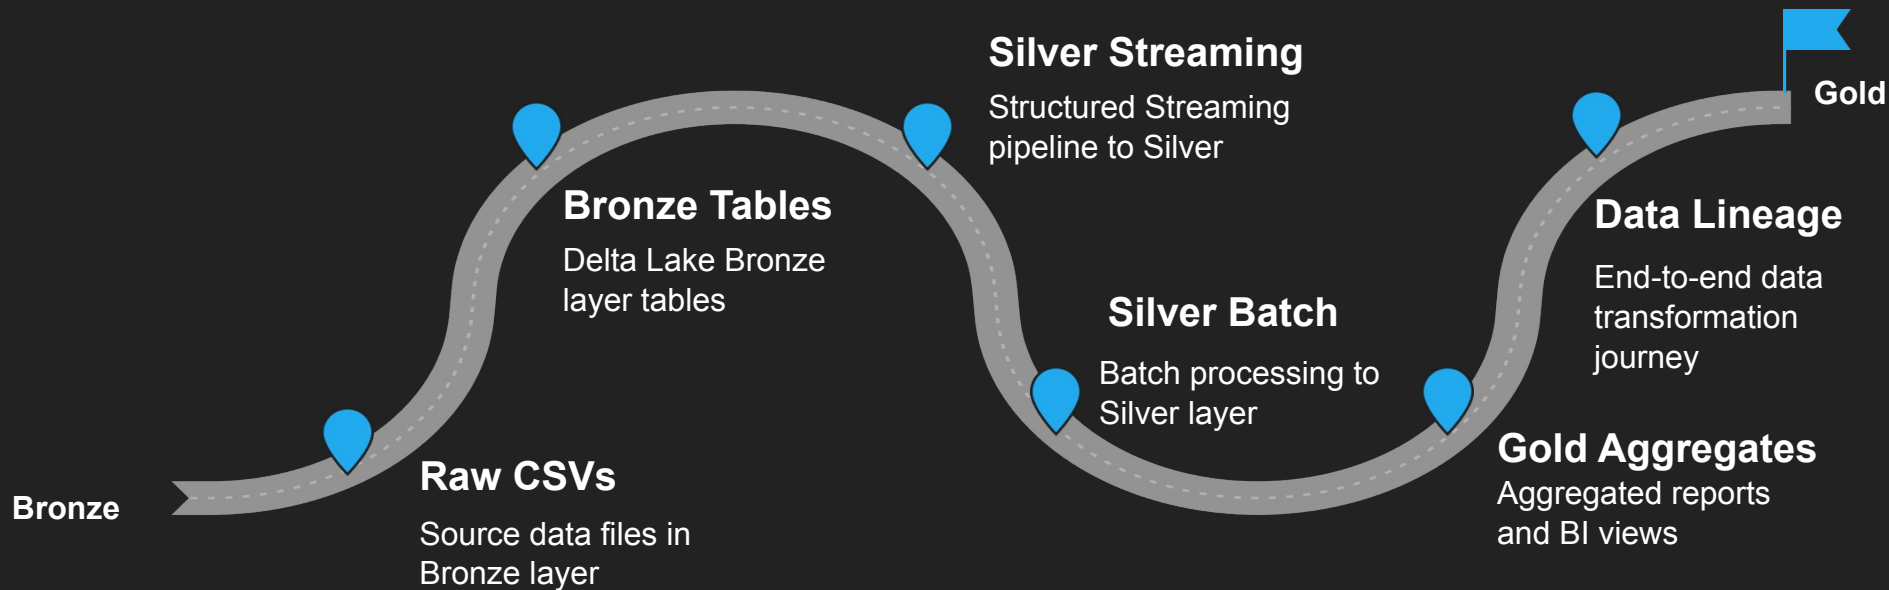 Bronze
Raw CSVs
Source data files in
Bronze layer
Bronze Tables
Delta Lake Bronze
layer tables
Silver Streaming
Structured Streaming
pipeline to Silver
Silver Batch
Batch processing to
Silver layer
Gold Aggregates
Aggregated reports
and BI views
Data Lineage
End-to-end data
transformation
journey
Gold